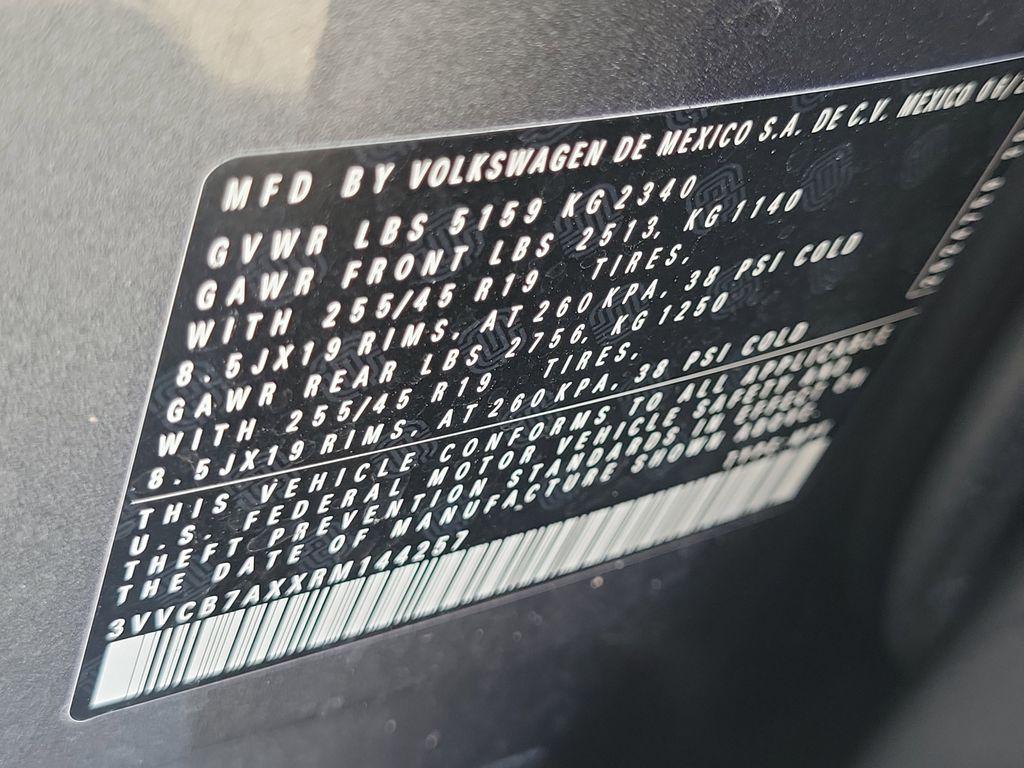 MFD BY VOLKSWAGEN DE MEXICO S.A. DE C.V. MEXICO 06/2
GVWR LBS 5159 KG 2340
GAWR FRONT LBS 2513, KG 1140
WITH 255/45 R19 TIRES,
8.5JX19 RIMS, AT 260 KPA, 38 PSI COLD
GAWR REAR LBS 2756, KG 1250
WITH 255/45 R19 TIRES,
8.5JX19 RIMS, AT 260 KPA, 38 PSI COLD
THIS VEHICLE CONFORMS TO ALL APPLICABLE
U.S. FEDERAL MOTOR VEHICLE SAFETY AND
THEFT PREVENTION STANDARDS IN EFFECT ON
THE DATE OF MANUFACTURE SHOWN ABOVE.
3VVCB7AXXRM144257
TYPE: